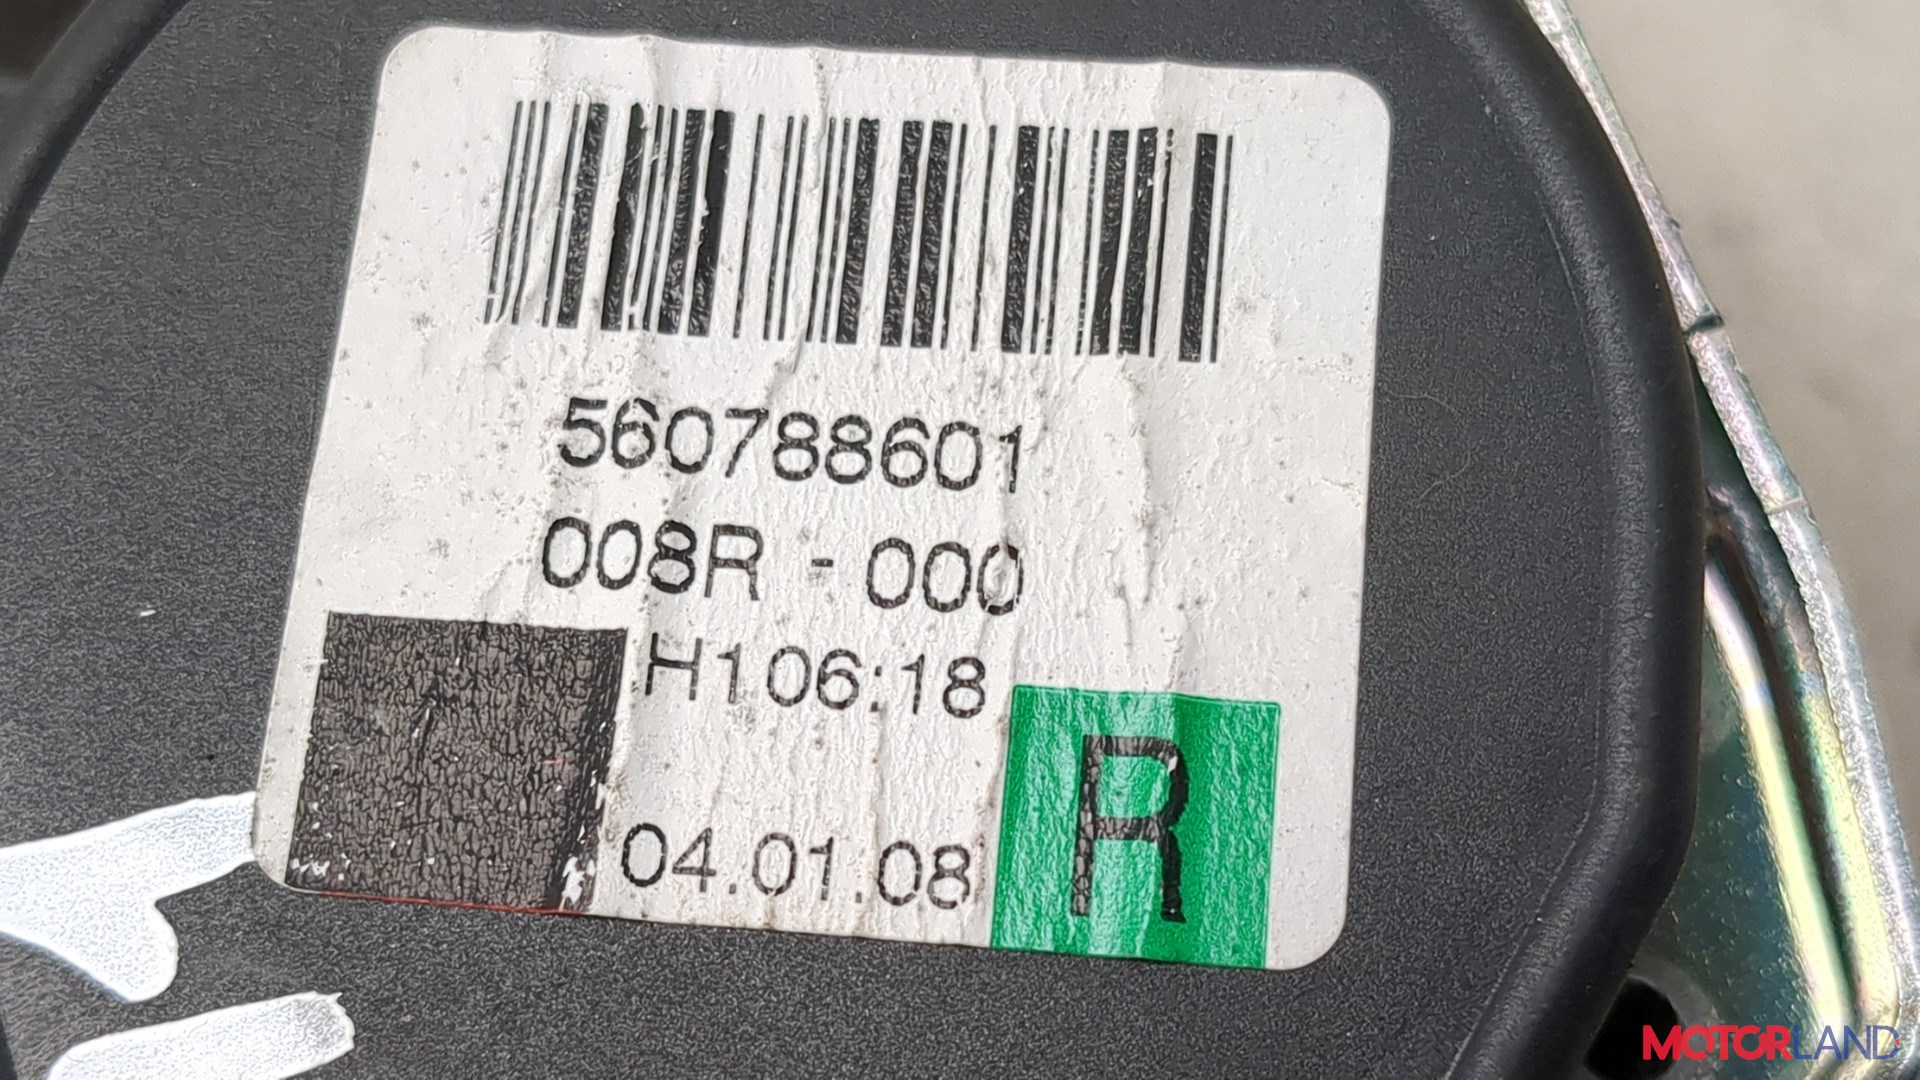 560788601
008R - 000
H106:18
04.01.08
R
MOTORLAND